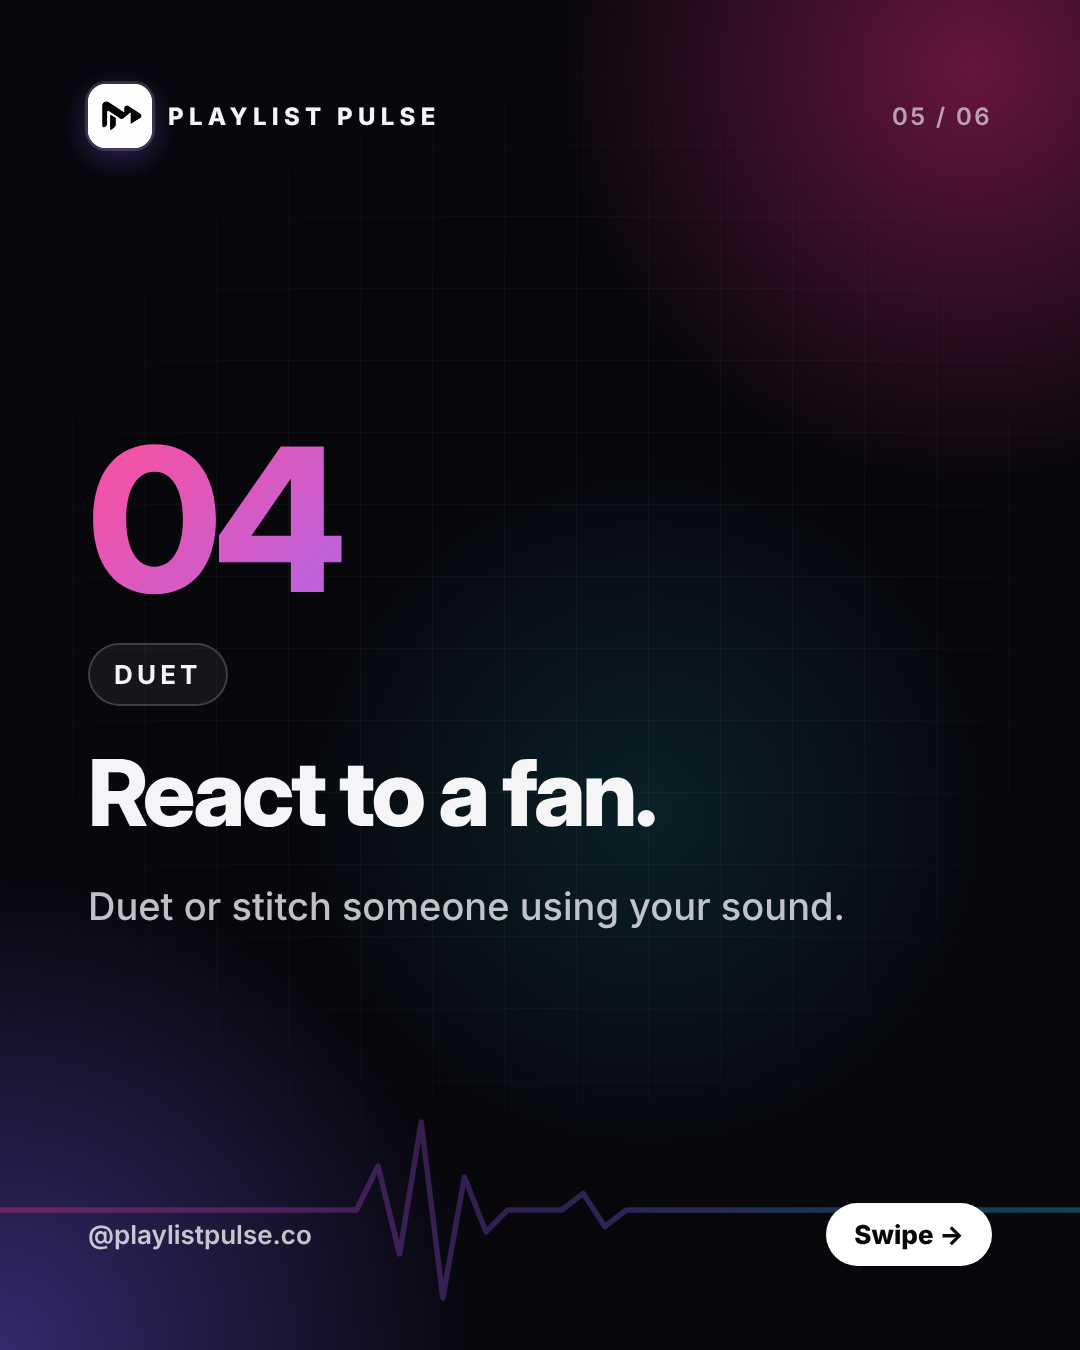 PLAYLIST PULSE
05 / 06
04
DUET
React to a fan.
Duet or stitch someone using your sound.
@playlistpulse.co
Swipe →